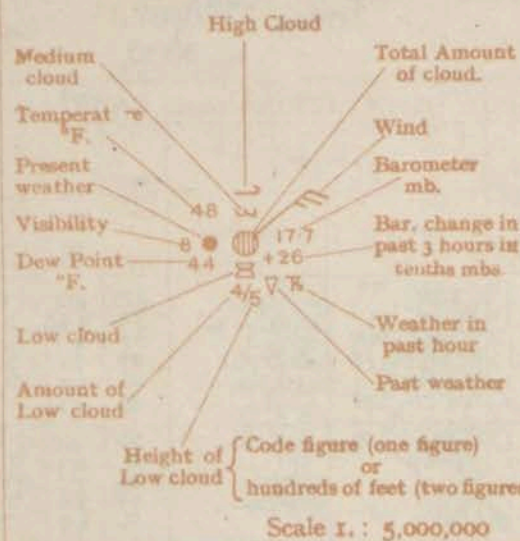 High Cloud
Medium
cloud
Total Amount
of cloud.
Temperat
°F.
Wind
Present
weather
Barometer
mb.
48
Visibility
8
177
Bar. change in
past 3 hours in
tenths mbs.
+26
Dew Point
°F.
44
4/5
Low cloud
Weather in
past hour
Amount of
Low cloud
Past weather
Height of
Low cloud
Code figure (one figure)
or
hundreds of feet (two figures
Scale 1. : 5,000,000